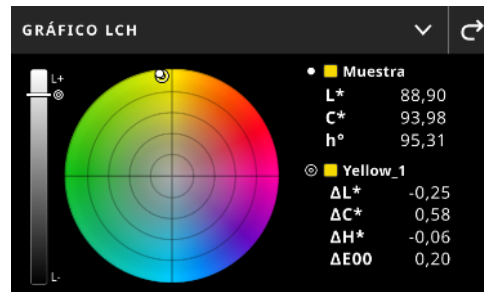 GRÁFICO LCH
L+
L-
Muestra
L* 88,90
C* 93,98
h° 95,31
Yellow_1
ΔL* -0,25
ΔC* 0,58
ΔH* -0,06
ΔE00 0,20